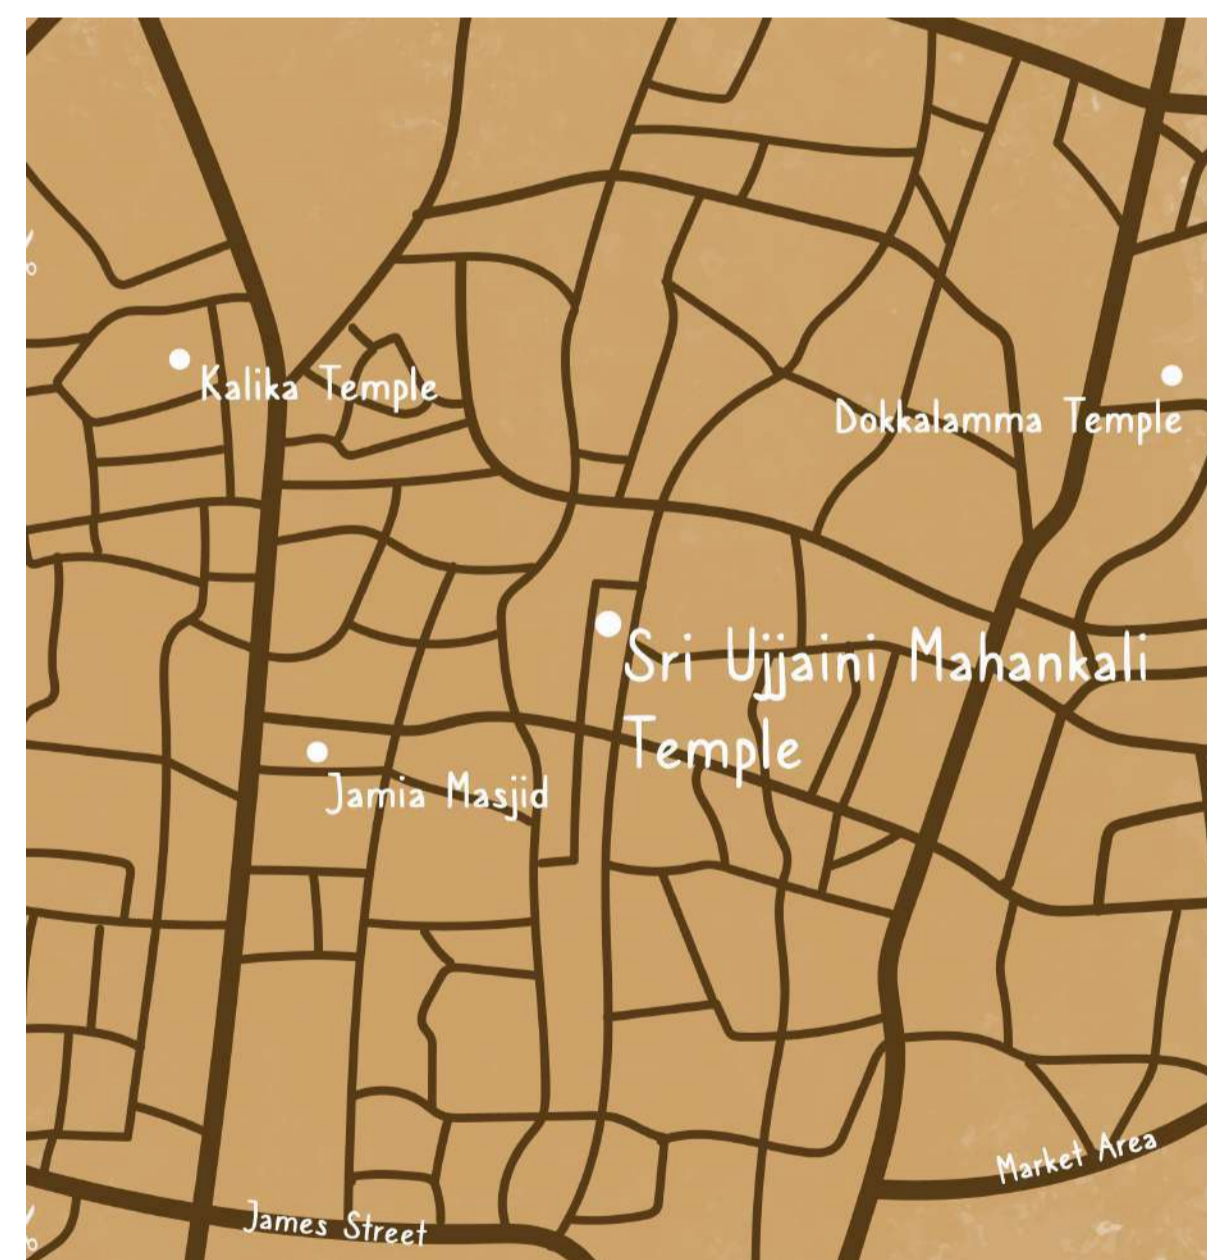 Kalika Temple
Dokkalamma Temple
Sri Ujjaini Mahankali
Temple
Jamia Masjid
Market Area
James Street